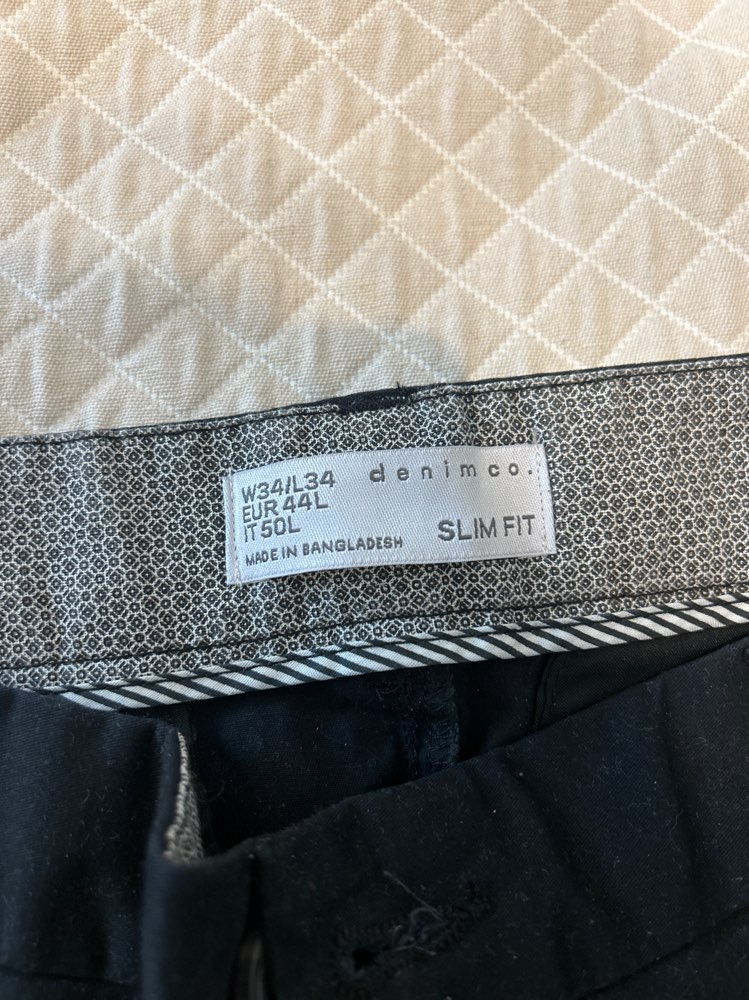 denimco.
W34/L34
EUR 44L
IT 50L
SLIM FIT
MADE IN BANGLADESH